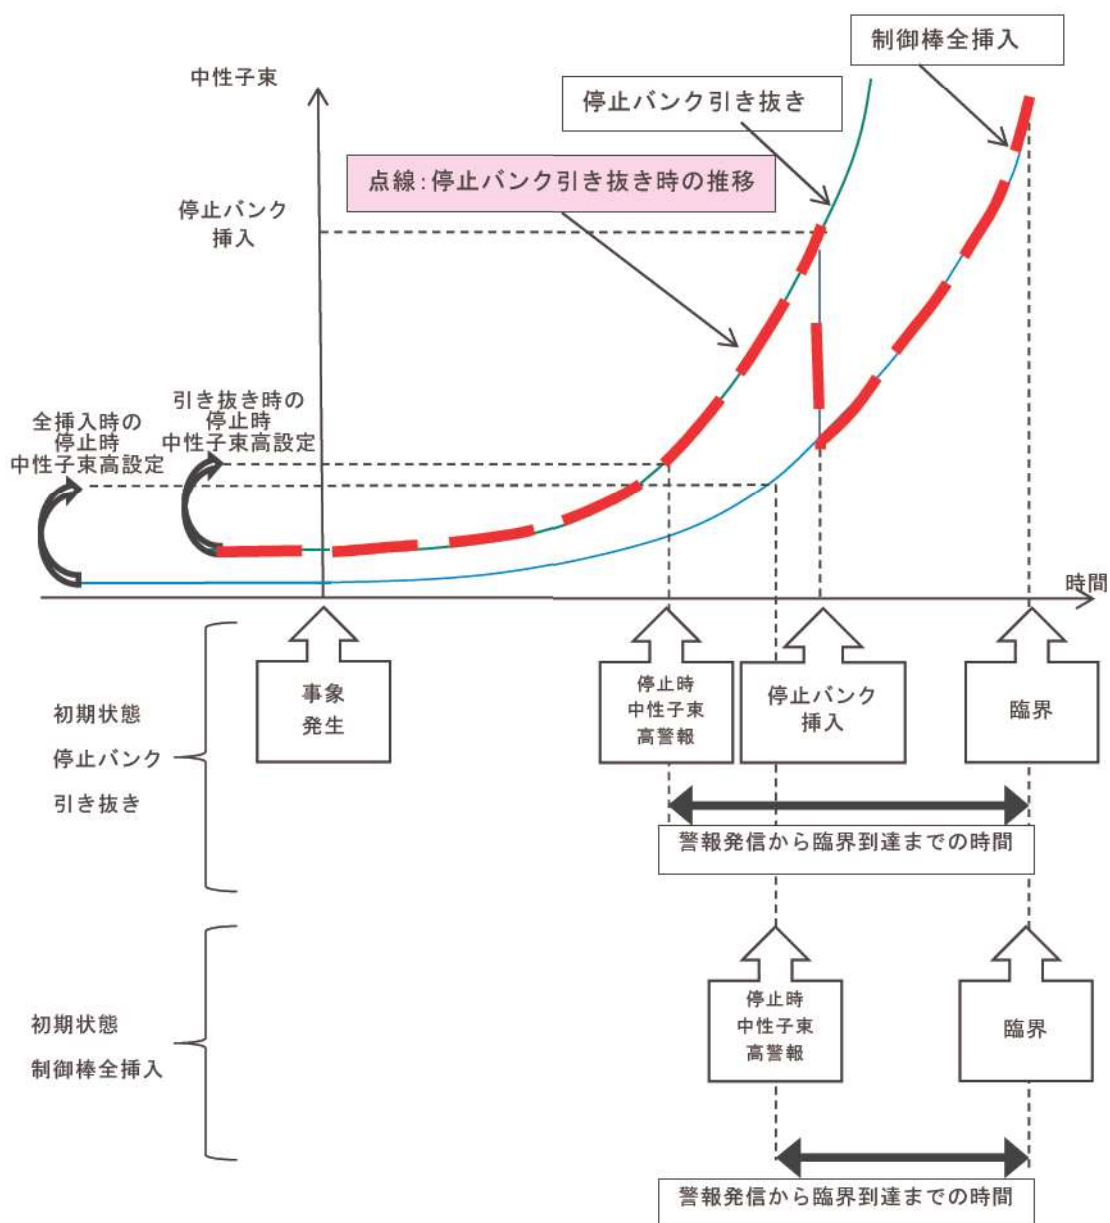 制御棒全挿入
中性子束
停止バンク引き抜き
点線:停止バンク引き抜き時の推移
停止バンク
挿入
引き抜き時の
停止時
中性子束高設定
全挿入時の
停止時
中性子束高設定
時間
初期状態
停止バンク
引き抜き
事象
発生
停止時
中性子束
高警報
停止バンク
挿入
臨界
警報発信から臨界到達までの時間
初期状態
制御棒全挿入
停止時
中性子束
高警報
臨界
警報発信から臨界到達までの時間